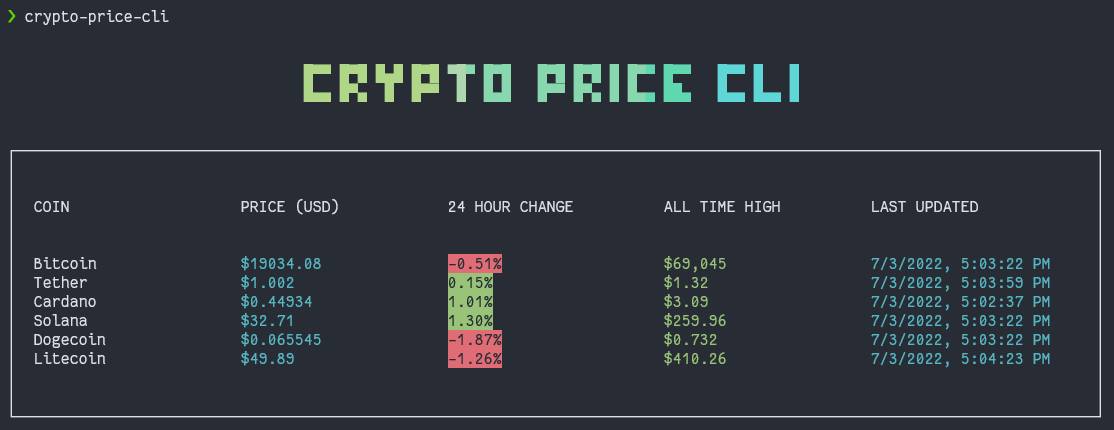 ❯ crypto-price-cli
CRYPTO PRICE CLI
COIN PRICE (USD) 24 HOUR CHANGE ALL TIME HIGH LAST UPDATED
Bitcoin $19034.08 -0.51% $69,045 7/3/2022, 5:03:22 PM
Tether $1.002 0.15% $1.32 7/3/2022, 5:03:59 PM
Cardano $0.44934 1.01% $3.09 7/3/2022, 5:02:37 PM
Solana $32.71 1.30% $259.96 7/3/2022, 5:03:22 PM
Dogecoin $0.065545 -1.87% $0.732 7/3/2022, 5:03:22 PM
Litecoin $49.89 -1.26% $410.26 7/3/2022, 5:04:23 PM